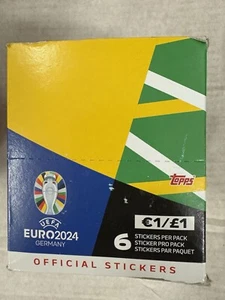 Topps
€1/£1
UEFA
EURO2024
GERMANY
6
STICKERS PER PACK
STICKER PRO PACK
STICKERS PAR PAQUET
OFFICIAL STICKERS